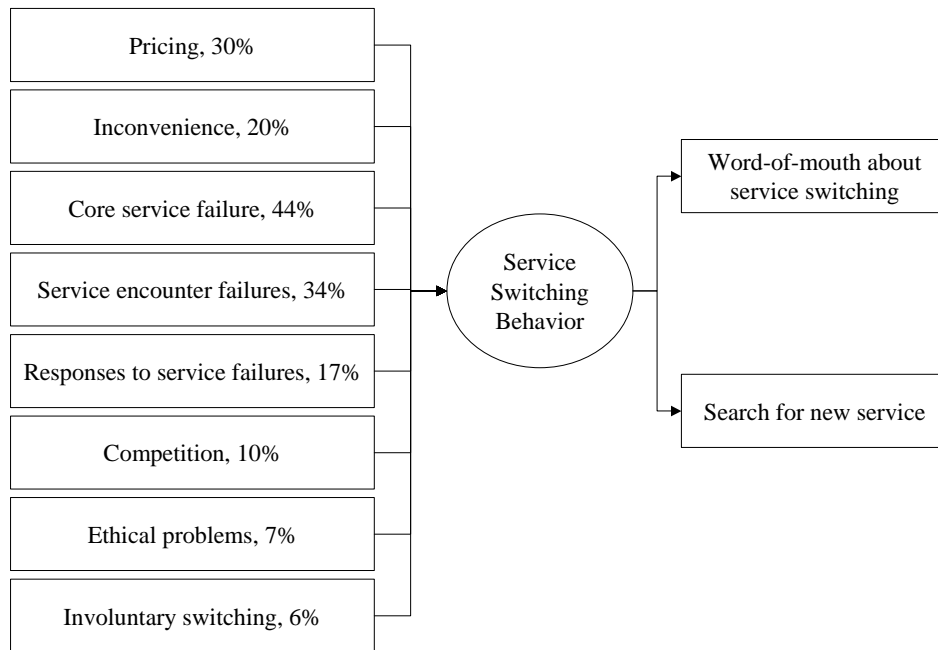 Pricing, 30%
Inconvenience, 20%
Core service failure, 44%
Service encounter failures, 34%
Responses to service failures, 17%
Competition, 10%
Ethical problems, 7%
Involuntary switching, 6%
Service
Switching
Behavior
Word-of-mouth about
service switching
Search for new service